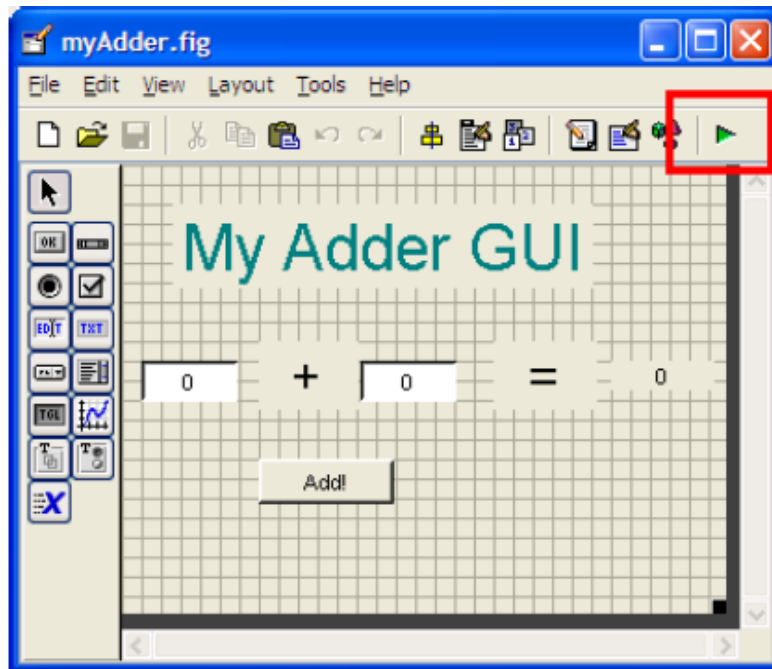 myAdder.fig
File Edit View Layout Tools Help
OK
EDIT TXT
TGL
T T
X
My Adder GUI
0 + 0 = 0
Add!